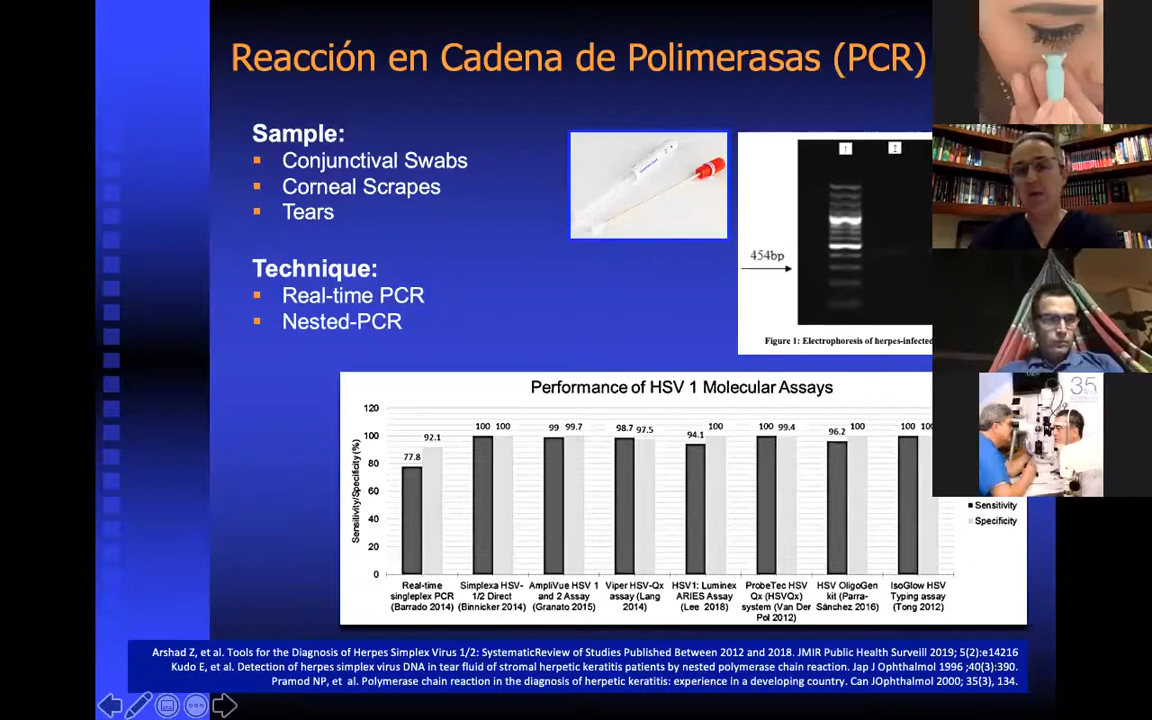 Reacción en Cadena de Polimerasas (PCR)
Sample:
Conjunctival Swabs
Corneal Scrapes
Tears
Technique:
Real-time PCR
Nested-PCR
1 2
454bp
Figure 1: Electrophoresis of herpes-infected
35
Performance of HSV 1 Molecular Assays
Sensitivity/Specificity (%)
120
100
80
60
40
20
0
77.8 92.1 100 100 99 99.7 98.7 97.5 94.1 100 100 99.4 96.2 100 100 100
Real-time singleplex PCR (Barrado 2014)
Simplexa HSV-1/2 Direct (Binnicker 2014)
AmpliVue HSV 1 and 2 Assay (Granato 2015)
Viper HSV-Qx assay (Lang 2014)
HSV1: Luminex ARIES Assay (Lee 2018)
ProbeTec HSV Qx (HSVQx) system (Van Der Pol 2012)
HSV OligoGen kit (Parra-Sánchez 2016)
IsoGlow HSV Typing assay (Tong 2012)
Sensitivity
Specificity
Arshad Z, et al. Tools for the Diagnosis of Herpes Simplex Virus 1/2: SystematicReview of Studies Published Between 2012 and 2018. JMIR Public Health Surveill 2019; 5(2):e14216
Kudo E, et al. Detection of herpes simplex virus DNA in tear fluid of stromal herpetic keratitis patients by nested polymerase chain reaction. Jap J Ophthalmol 1996 ;40(3):390.
Pramod NP, et al. Polymerase chain reaction in the diagnosis of herpetic keratitis: experience in a developing country. Can JOphthalmol 2000; 35(3), 134.